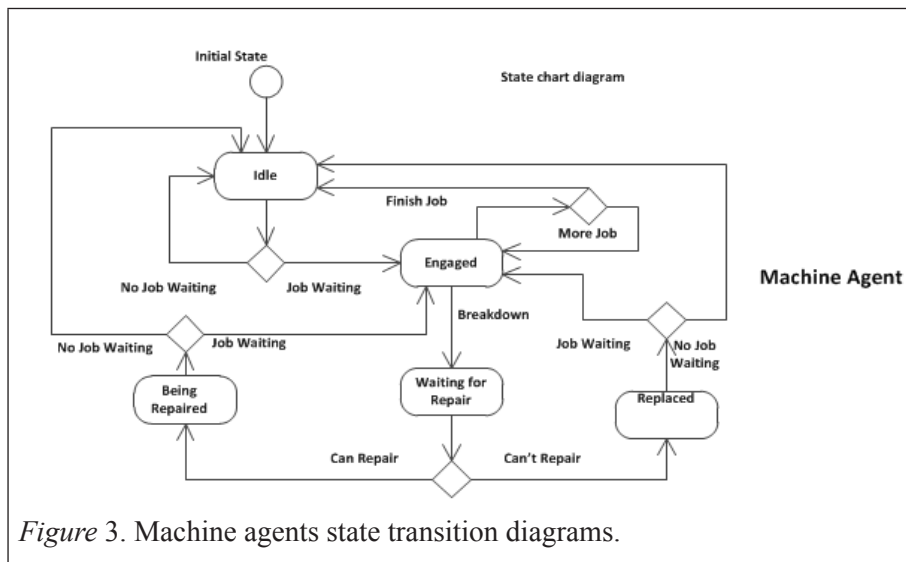 Initial State
State chart diagram
Idle
Finish Job
More Job
Engaged
Machine Agent
No Job Waiting
Job Waiting
Breakdown
No Job Waiting
Job Waiting
Job Waiting
No Job
Waiting
Waiting for
Repair
Being
Repaired
Replaced
Can Repair
Can't Repair
Figure 3. Machine agents state transition diagrams.